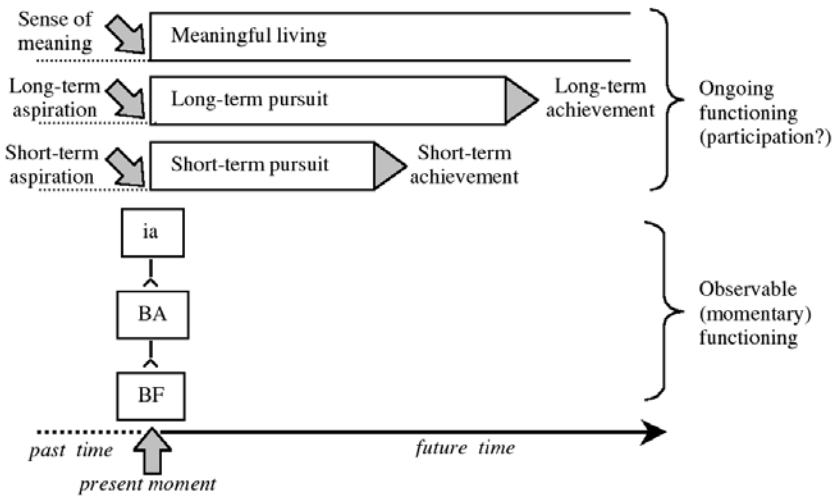 Sense of
meaning
Meaningful living
Long-term
aspiration
Long-term pursuit
Long-term
achievement
Short-term
aspiration
Short-term pursuit
Short-term
achievement
Ongoing
functioning
(participation?)
ia
BA
BF
Observable
(momentary)
functioning
past time
future time
present moment